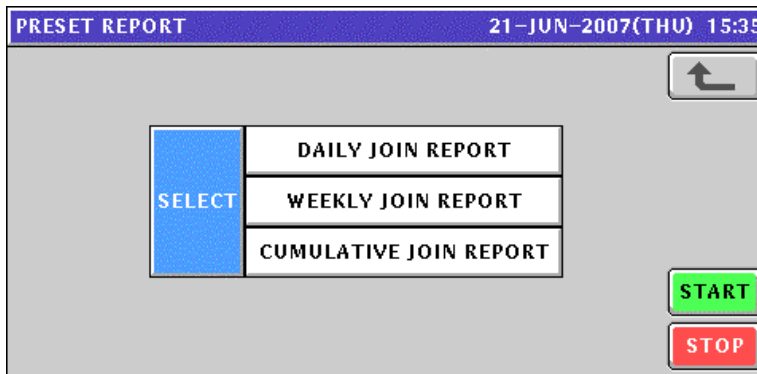 PRESET REPORT 21-JUN-2007(THU) 15:35
SELECT
DAILY JOIN REPORT
WEEKLY JOIN REPORT
CUMULATIVE JOIN REPORT
START
STOP